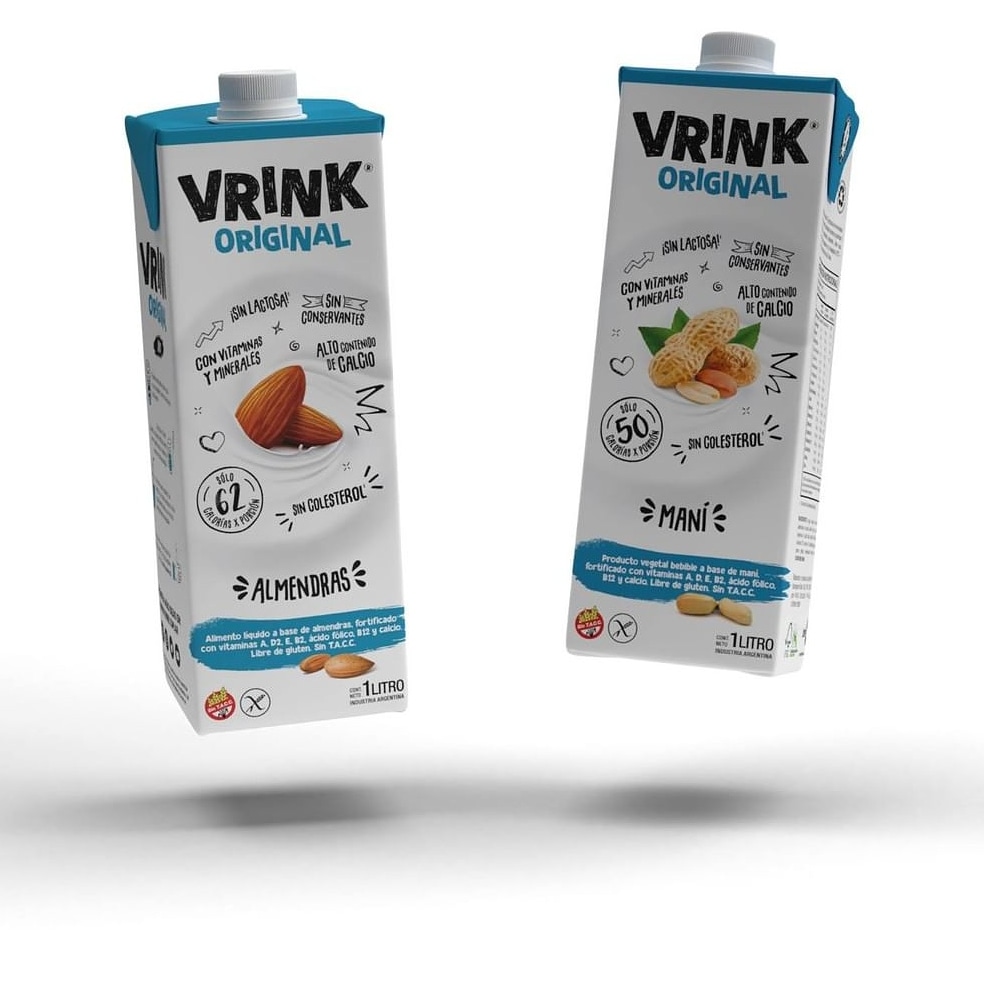 VRINK®
ORIGINAL
¡SIN LACTOSA!
SIN
CONSERVANTES
CON VITAMINAS
Y MINERALES
ALTO CONTENIDO
DE CALCIO
SÓLO
62
CALORÍAS X PORCIÓN
SIN COLESTEROL
ALMENDRAS
Alimento líquido a base de almendras, fortificado
con vitaminas A, D2, E, B2, ácido fólico, B12 y calcio.
Libre de gluten. Sin T.A.C.C.
Sin T.A.C.C.
CONT.
NETO
1 LITRO
INDUSTRIA ARGENTINA
VRINK®
ORIGINAL
¡SIN LACTOSA!
SIN
CONSERVANTES
CON VITAMINAS
Y MINERALES
ALTO CONTENIDO
DE CALCIO
SÓLO
50
CALORÍAS X PORCIÓN
SIN COLESTEROL
MANÍ
Producto vegetal bebible a base de maní,
fortificado con vitaminas A, D, E, B2, ácido fólico,
B12 y calcio. Libre de gluten. Sin T.A.C.C.
Sin T.A.C.C.
CONT.
NETO
1 LITRO
INDUSTRIA ARGENTINA